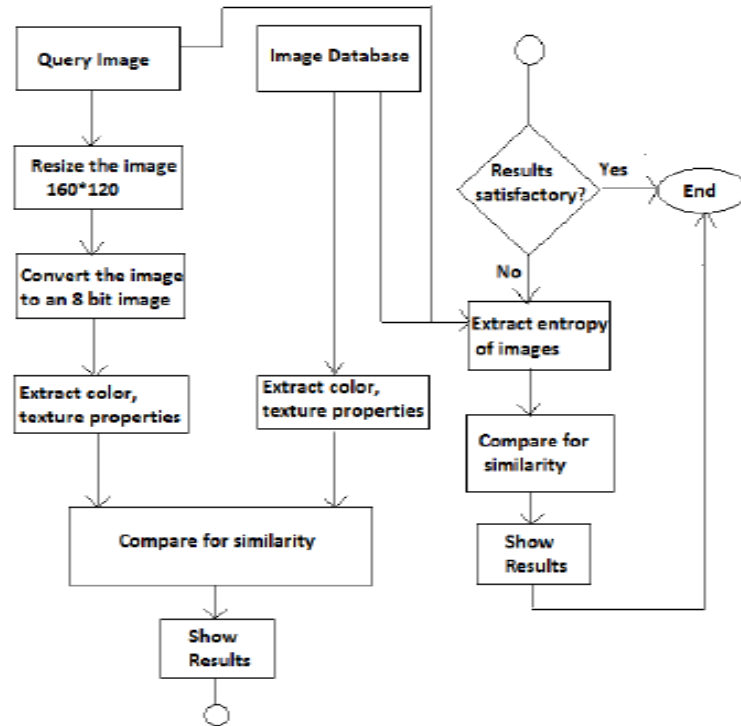 Query Image
Image Database
Resize the image
160*120
Convert the image
to an 8 bit image
Extract color,
texture properties
Extract color,
texture properties
Compare for similarity
Show
Results
Results
satisfactory?
Yes
End
No
Extract entropy
of images
Compare for
similarity
Show
Results